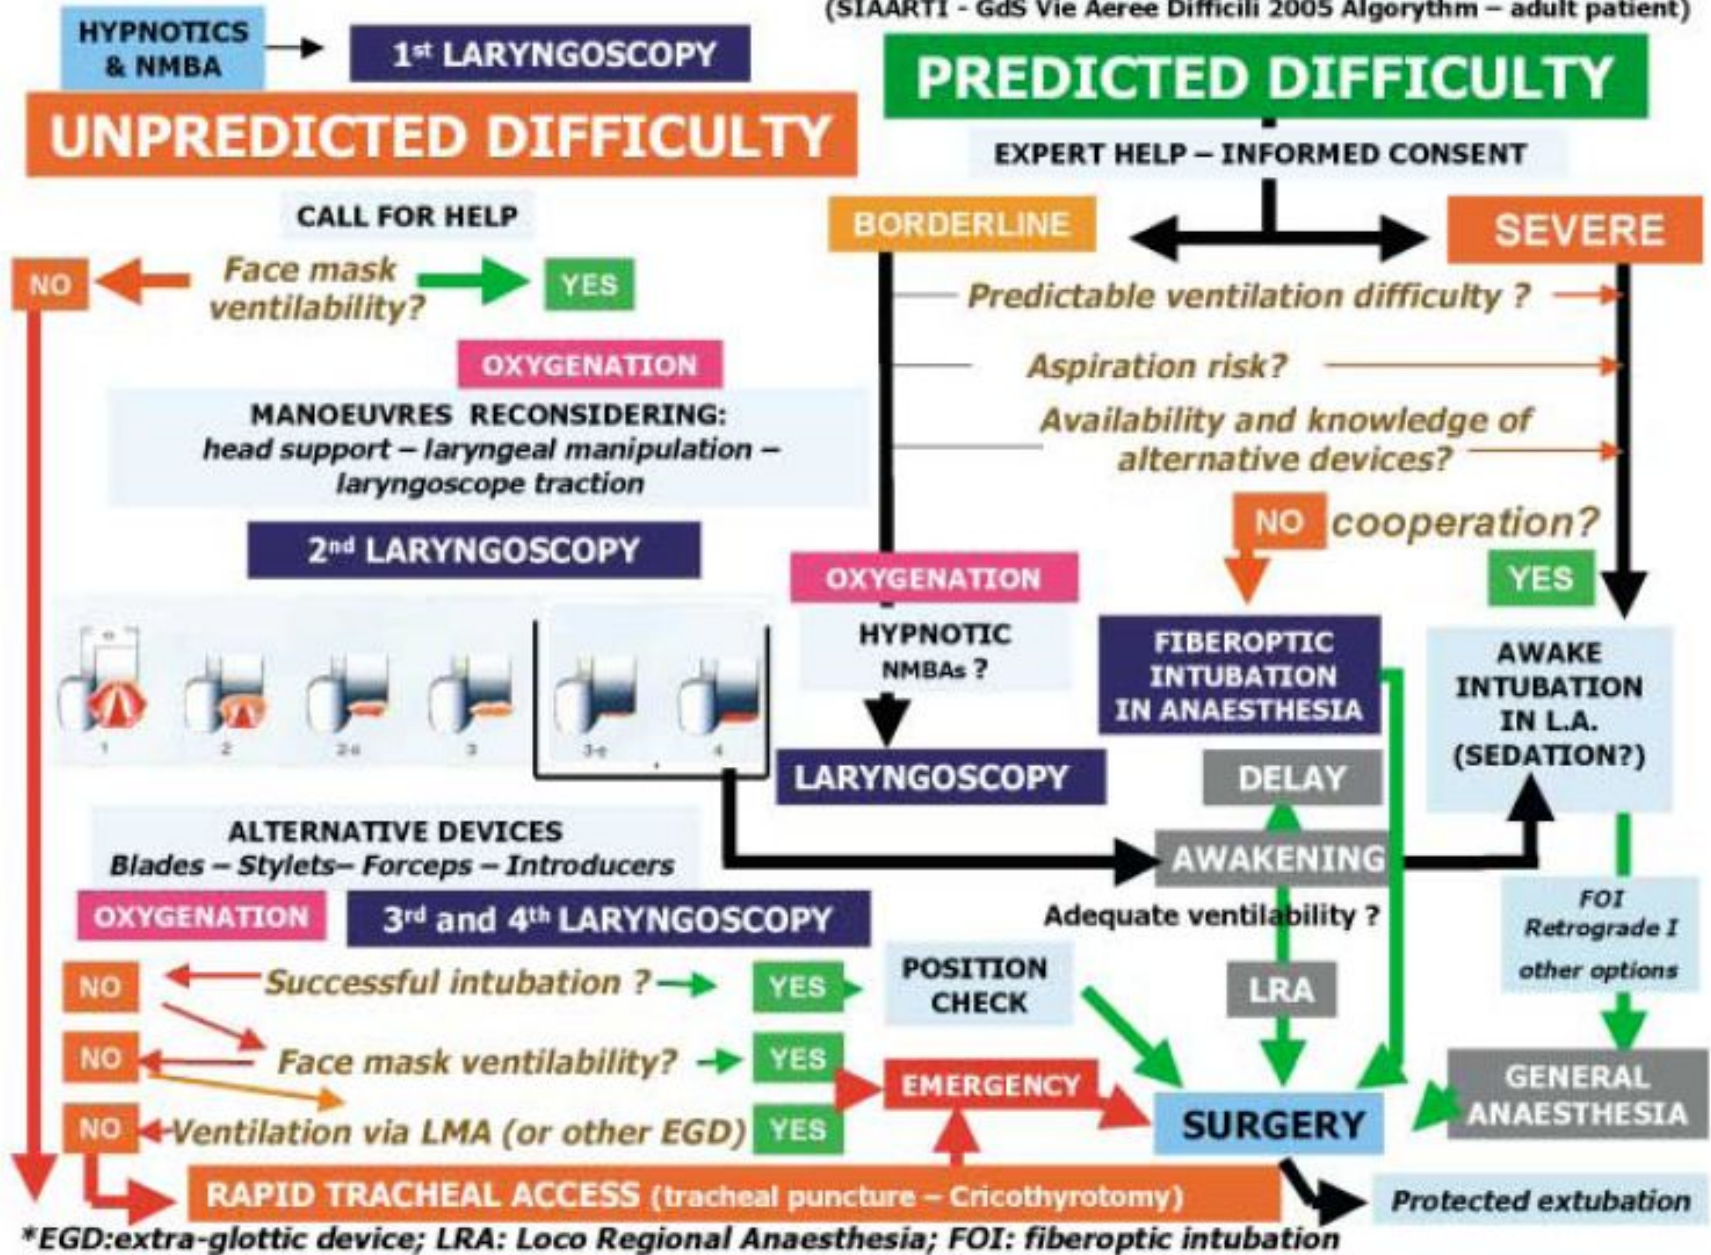 (SIAARTI - GdS Vie Aeree Difficili 2005 Algorythm – adult patient)
HYPNOTICS
& NMBA
1st LARYNGOSCOPY
UNPREDICTED DIFFICULTY
CALL FOR HELP
NO
Face mask
ventilability?
YES
OXYGENATION
MANOEUVRES RECONSIDERING:
head support – laryngeal manipulation –
laryngoscope traction
2nd LARYNGOSCOPY
1
2
2-e
3
3-e
4
ALTERNATIVE DEVICES
Blades – Stylets– Forceps – Introducers
OXYGENATION
3rd and 4th LARYNGOSCOPY
NO
Successful intubation ?
YES
POSITION
CHECK
NO
Face mask ventilability?
YES
NO
Ventilation via LMA (or other EGD)
YES
EMERGENCY
RAPID TRACHEAL ACCESS (tracheal puncture – Cricothyrotomy)
PREDICTED DIFFICULTY
EXPERT HELP – INFORMED CONSENT
BORDERLINE
SEVERE
Predictable ventilation difficulty ?
Aspiration risk?
Availability and knowledge of
alternative devices?
NO
cooperation?
YES
OXYGENATION
HYPNOTIC
NMBAs ?
LARYNGOSCOPY
FIBEROPTIC
INTUBATION
IN ANAESTHESIA
AWAKE
INTUBATION
IN L.A.
(SEDATION?)
DELAY
AWAKENING
Adequate ventilability ?
LRA
FOI
Retrograde I
other options
GENERAL
ANAESTHESIA
SURGERY
Protected extubation
*EGD:extra-glottic device; LRA: Loco Regional Anaesthesia; FOI: fiberoptic intubation